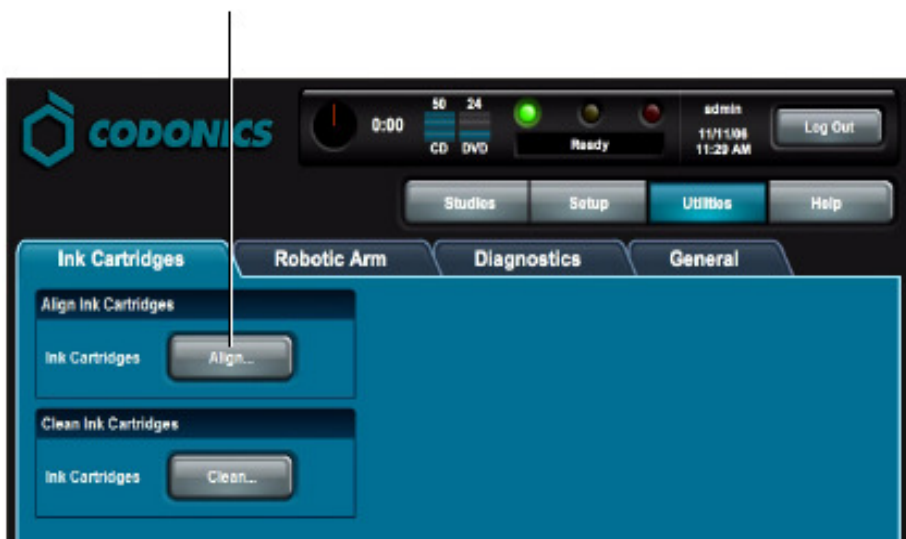 CODONICS
0:00
50 24
CD DVD
Ready
admin
11/11/06
11:29 AM
Log Out
Studies Setup Utilities Help
Ink Cartridges Robotic Arm Diagnostics General
Align Ink Cartridges
Ink Cartridges Align...
Clean Ink Cartridges
Ink Cartridges Clean...